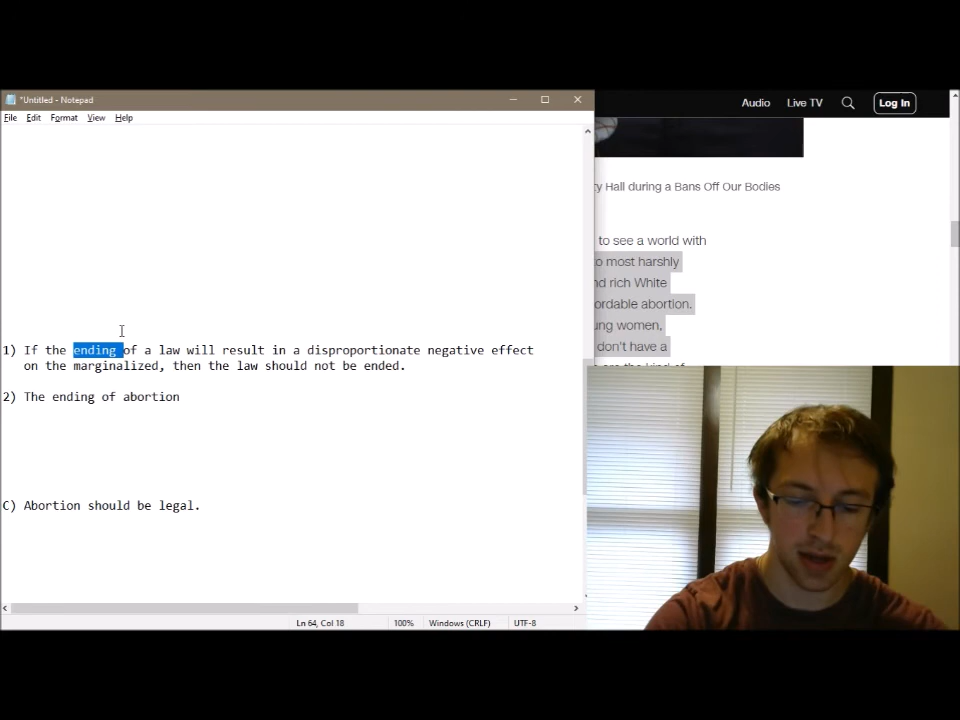 *Untitled - Notepad
File Edit Format View Help
Audio Live TV Log In
ty Hall during a Bans Off Our Bodies
to see a world with
to most harshly
nd rich White
ordable abortion.
ung women,
don't have a
1) If the ending of a law will result in a disproportionate negative effect
on the marginalized, then the law should not be ended.
2) The ending of abortion
C) Abortion should be legal.
Ln 64, Col 18 100% Windows (CRLF) UTF-8